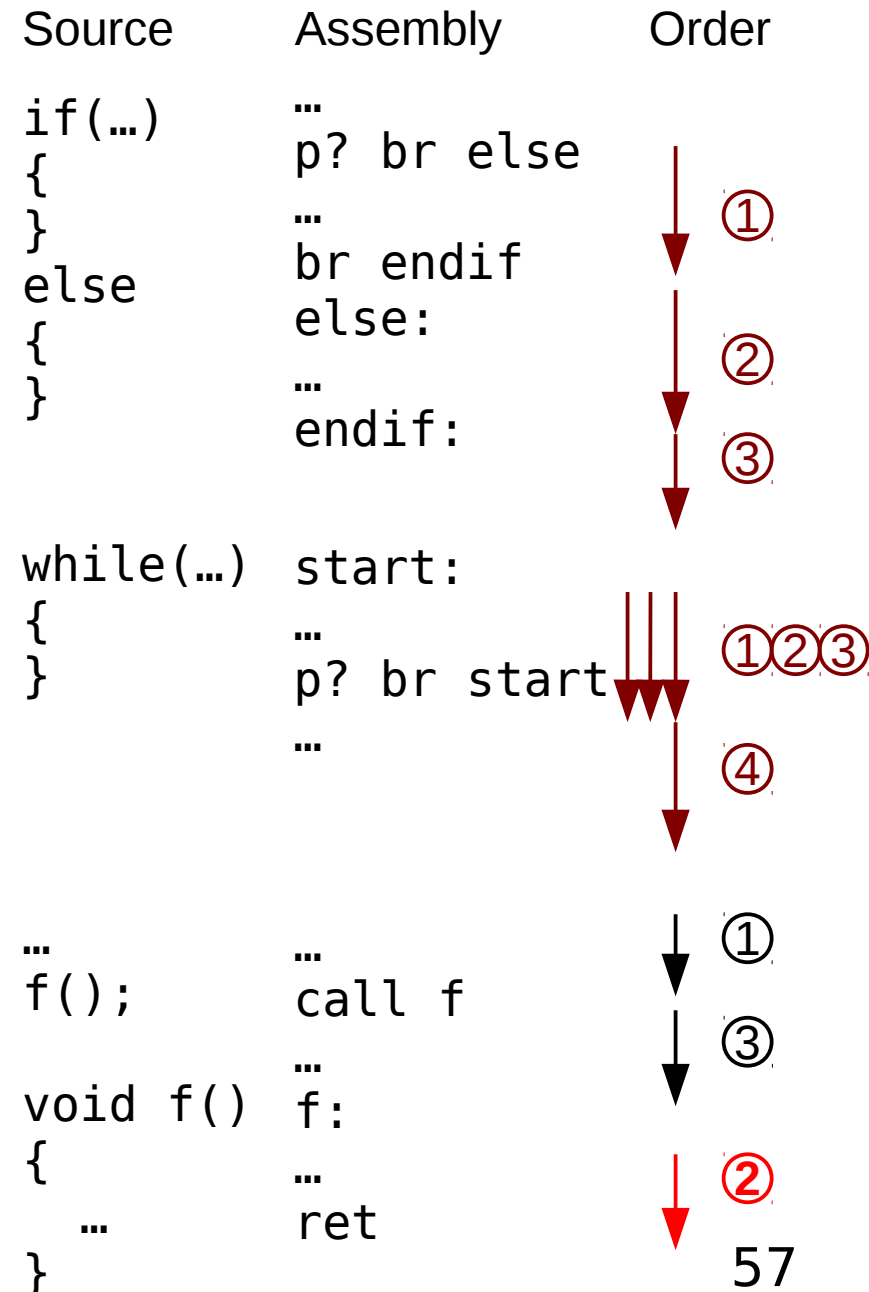 Source Assembly Order
if(…)
{
}
else
{
}
…
p? br else
…
br endif
else:
…
endif:
①
②
③
while(…)
{
}
start:
…
p? br start
…
①②③
④
…
f();
void f()
{
…
}
…
call f
…
f:
…
ret
①
③
②
57